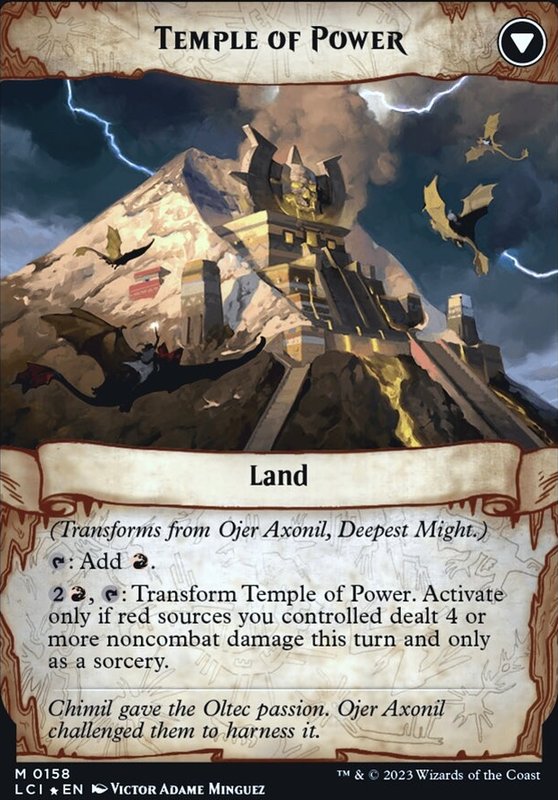 Temple of Power
Land
(Transforms from Ojer Axonil, Deepest Might.)
: Add .
2 , : Transform Temple of Power. Activate
only if red sources you controlled dealt 4 or
more noncombat damage this turn and only
as a sorcery.
Chimil gave the Oltec passion. Ojer Axonil
challenged them to harness it.
M 0158
LCI ★ EN Victor Adame Minguez
™ & © 2023 Wizards of the Coast